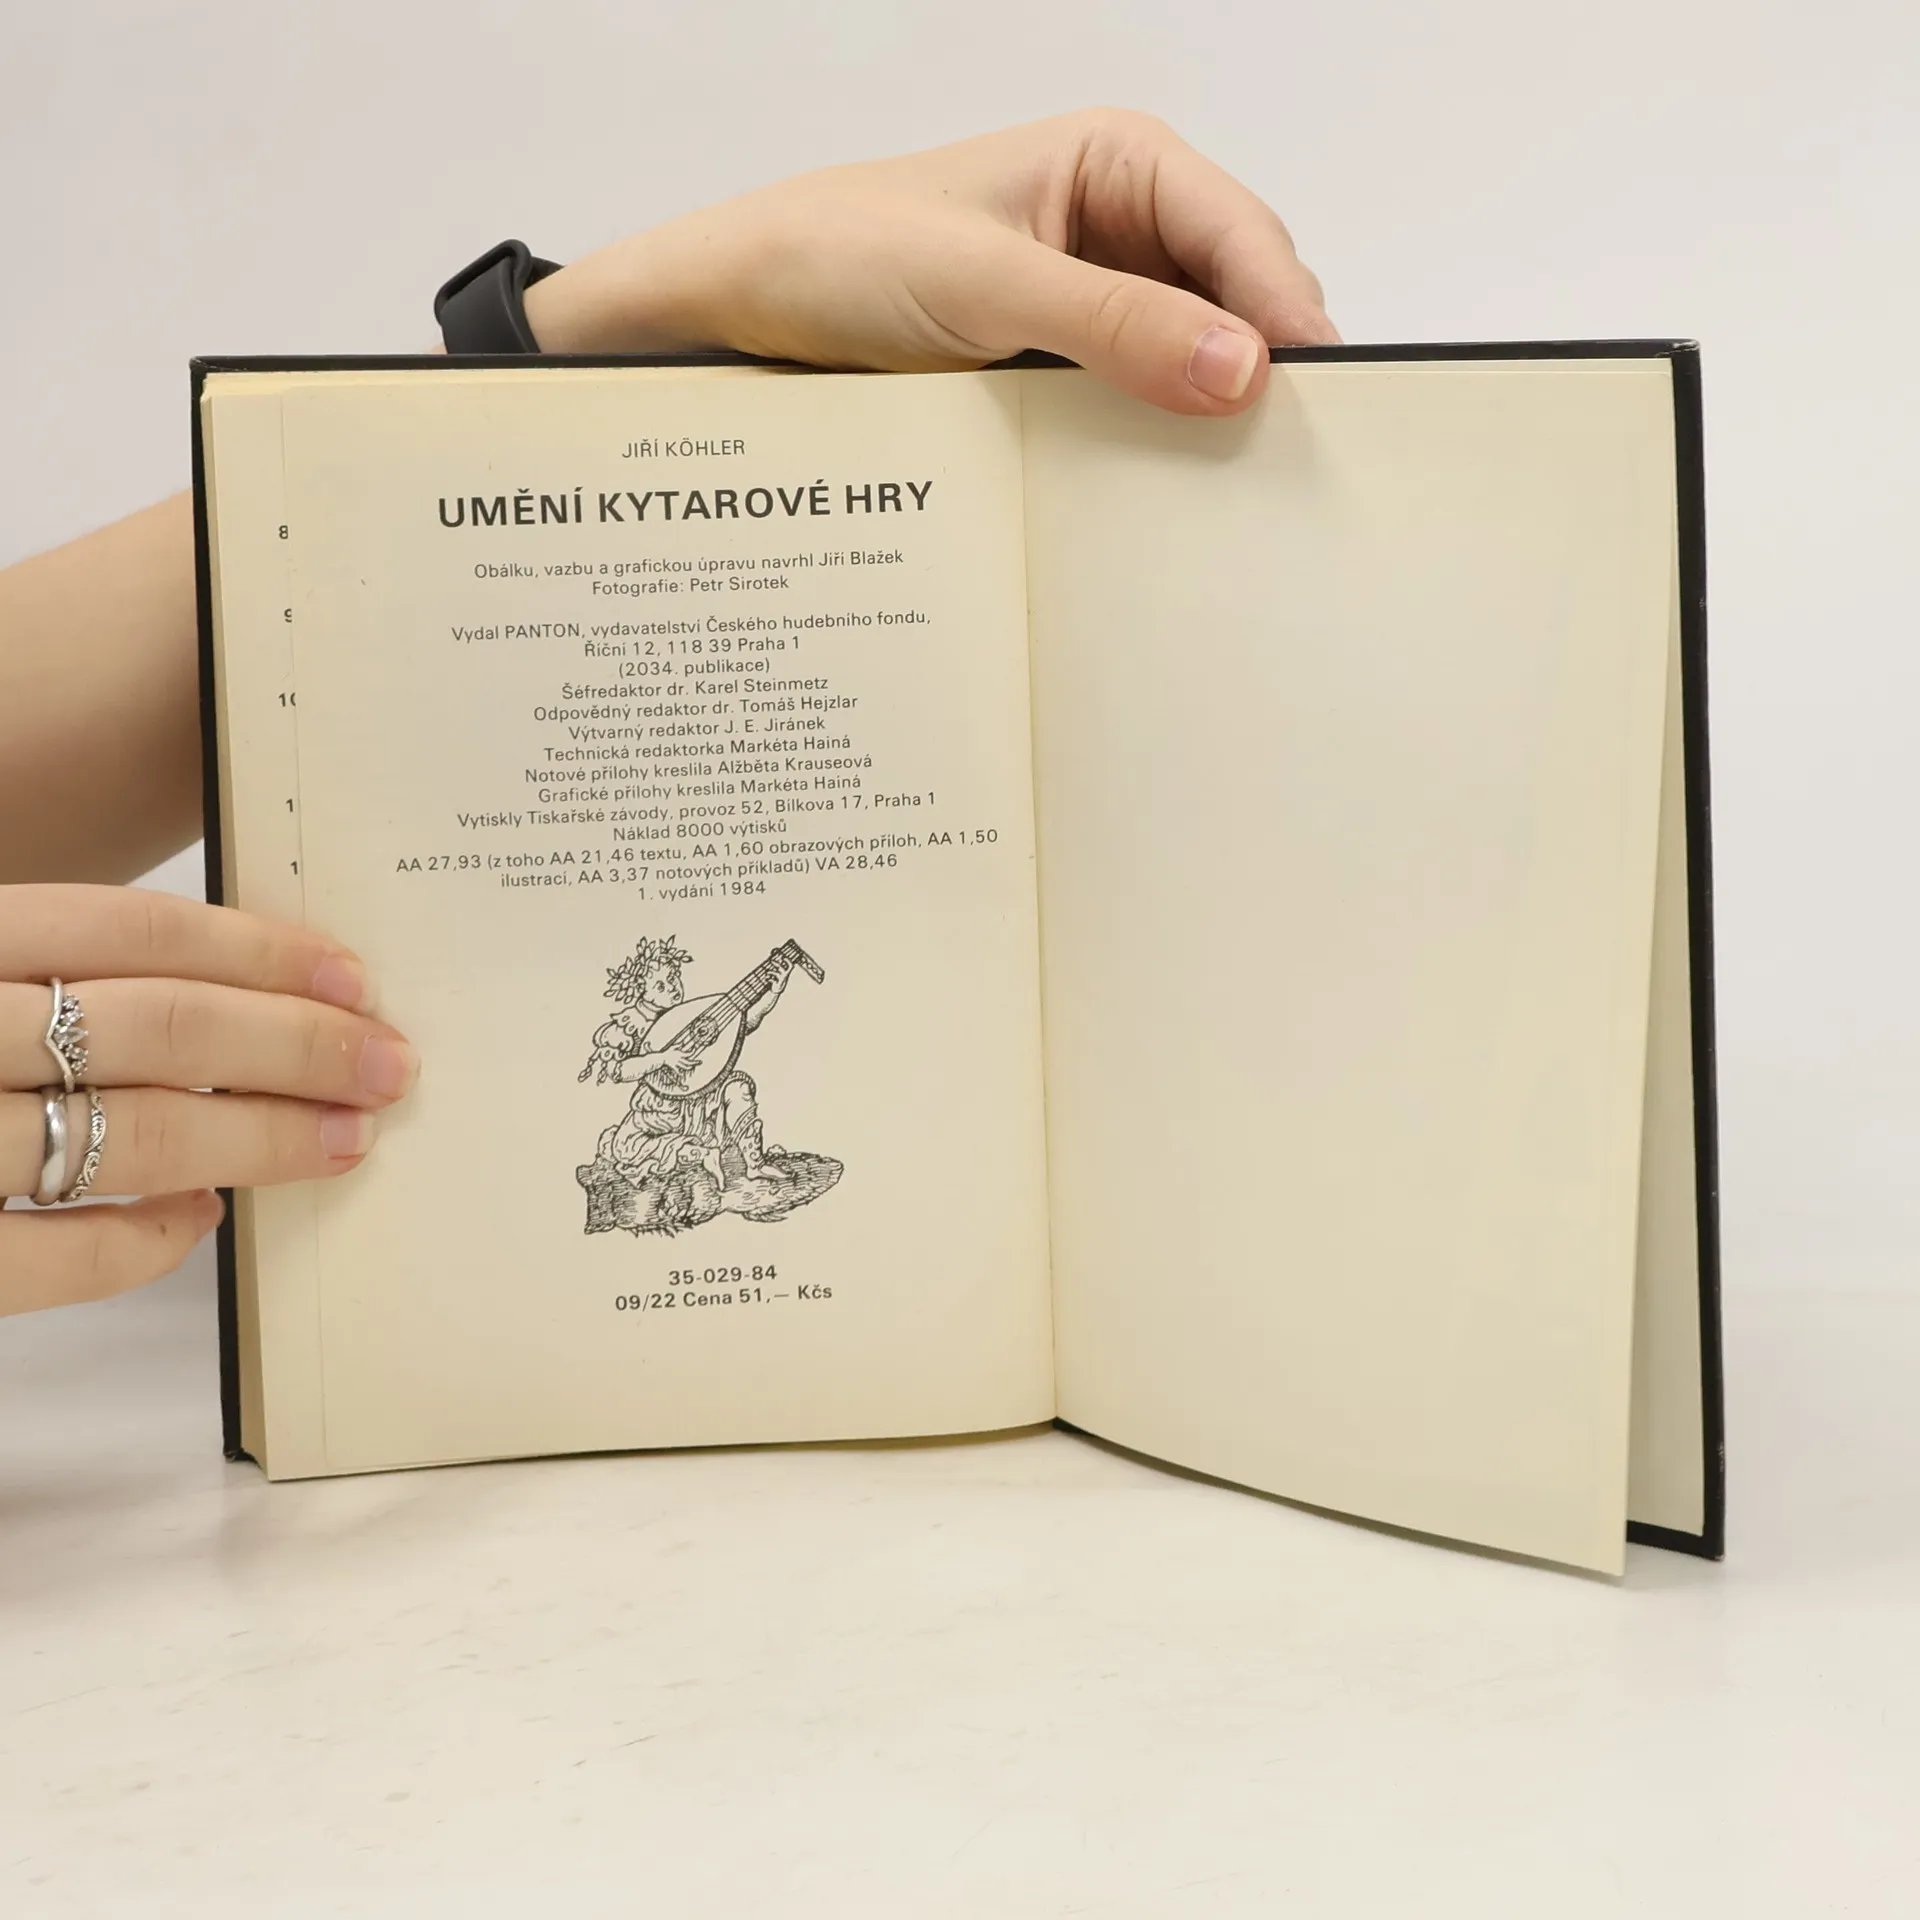 JIŘÍ KÖHLER
UMĚNÍ KYTAROVÉ HRY
Obálku, vazbu a grafickou úpravu navrhl Jiří Blažek
Fotografie: Petr Sirotek
Vydal PANTON, vydavatelství Českého hudebního fondu,
Říční 12, 118 39 Praha 1
(2034. publikace)
Šéfredaktor dr. Karel Steinmetz
Odpovědný redaktor dr. Tomáš Hejzlar
Výtvarný redaktor J. E. Jiránek
Technická redaktorka Markéta Hainá
Notové přílohy kreslila Alžběta Krauseová
Grafické přílohy kreslila Markéta Hainá
Vytiskly Tiskařské závody, provoz 52, Bílkova 17, Praha 1
Náklad 8000 výtisků
AA 27,93 (z toho AA 21,46 textu, AA 1,60 obrazových příloh, AA 1,50
ilustrací, AA 3,37 notových příkladů) VA 28,46
1. vydání 1984
35-029-84
09/22 Cena 51,— Kčs